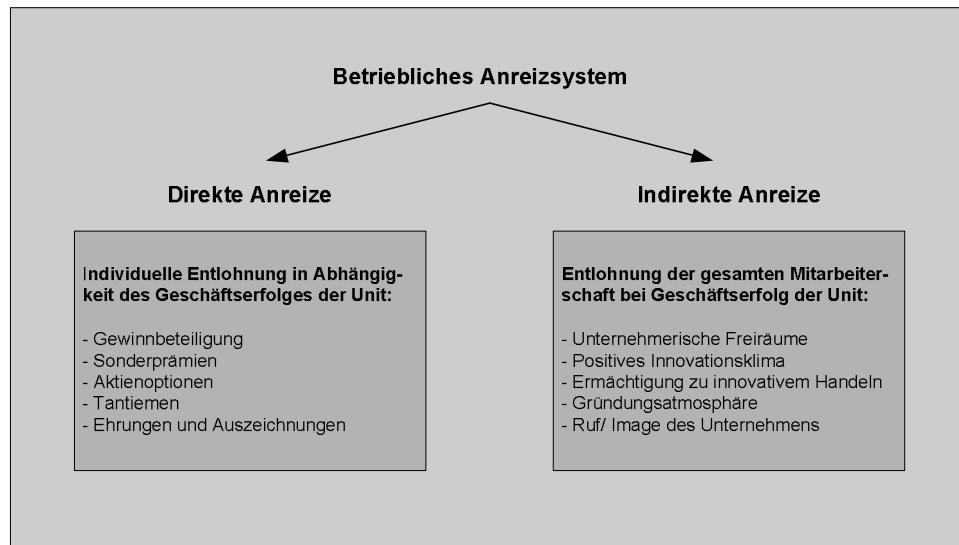 Betriebliches Anreizsystem
Direkte Anreize
Individuelle Entlohnung in Abhängig-
keit des Geschäftserfolges der Unit:
- Gewinnbeteiligung
- Sonderprämien
- Aktienoptionen
- Tantiemen
- Ehrungen und Auszeichnungen
Indirekte Anreize
Entlohnung der gesamten Mitarbeiter-
schaft bei Geschäftserfolg der Unit:
- Unternehmerische Freiräume
- Positives Innovationsklima
- Ermächtigung zu innovativem Handeln
- Gründungsatmosphäre
- Ruf/ Image des Unternehmens